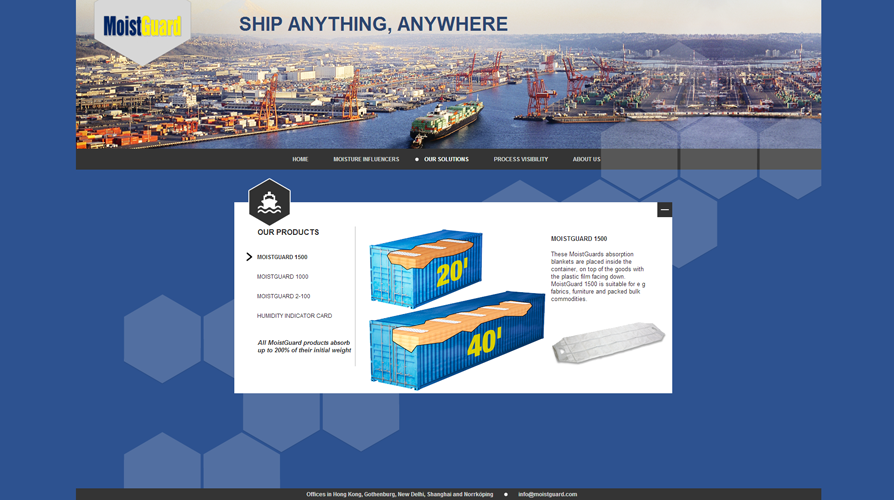 MoistGuard
SHIP ANYTHING, ANYWHERE
HOME
MOISTURE INFLUENCERS
OUR SOLUTIONS
PROCESS VISIBILITY
ABOUT US
OUR PRODUCTS
MOISTGUARD 1500
MOISTGUARD 1000
MOISTGUARD 2-100
HUMIDITY INDICATOR CARD
All MoistGuard products absorb
up to 200% of their initial weight
20'
40'
MOISTGUARD 1500
These MoistGuards absorption
blankets are placed inside the
container, on top of the goods with
the plastic film facing down.
MoistGuard 1500 is suitable for e g
fabrics, furniture and packed bulk
commodities.
Offices in Hong Kong, Gothenburg, New Delhi, Shanghai and Norrköping
info@moistguard.com